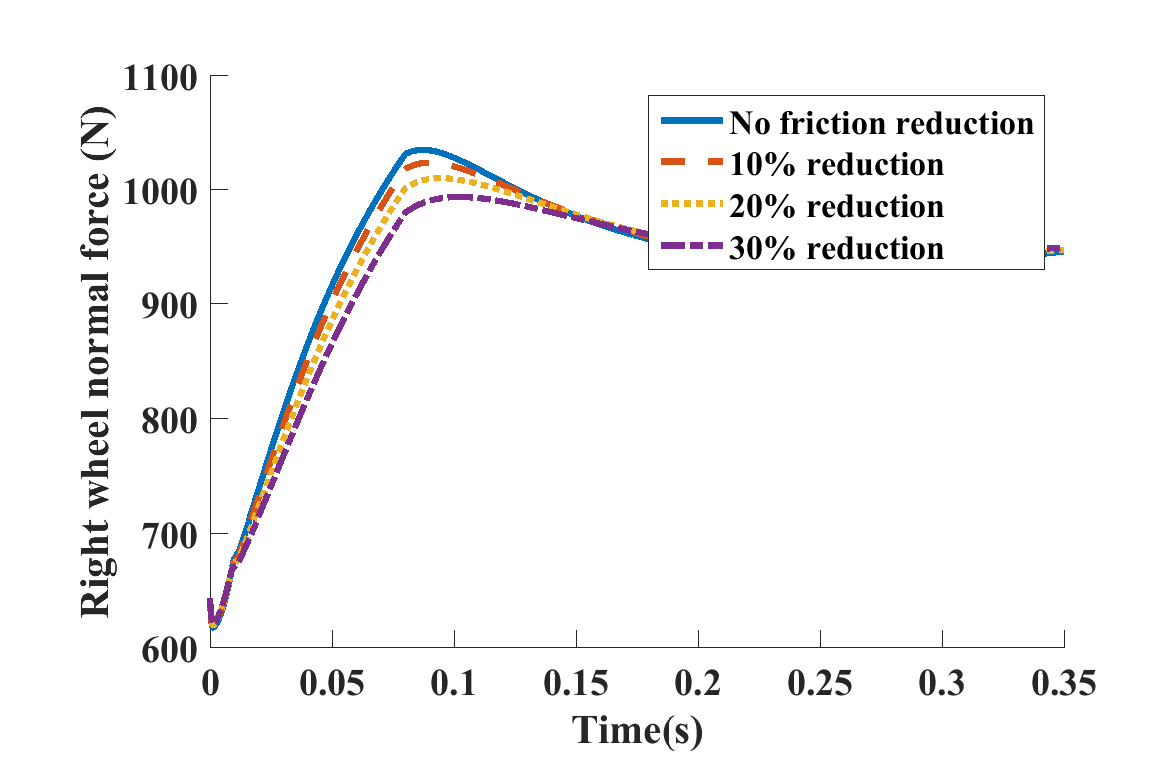 1100
1000
900
800
700
600
Right wheel normal force (N)
No friction reduction
10% reduction
20% reduction
30% reduction
0 0.05 0.1 0.15 0.2 0.25 0.3 0.35
Time(s)